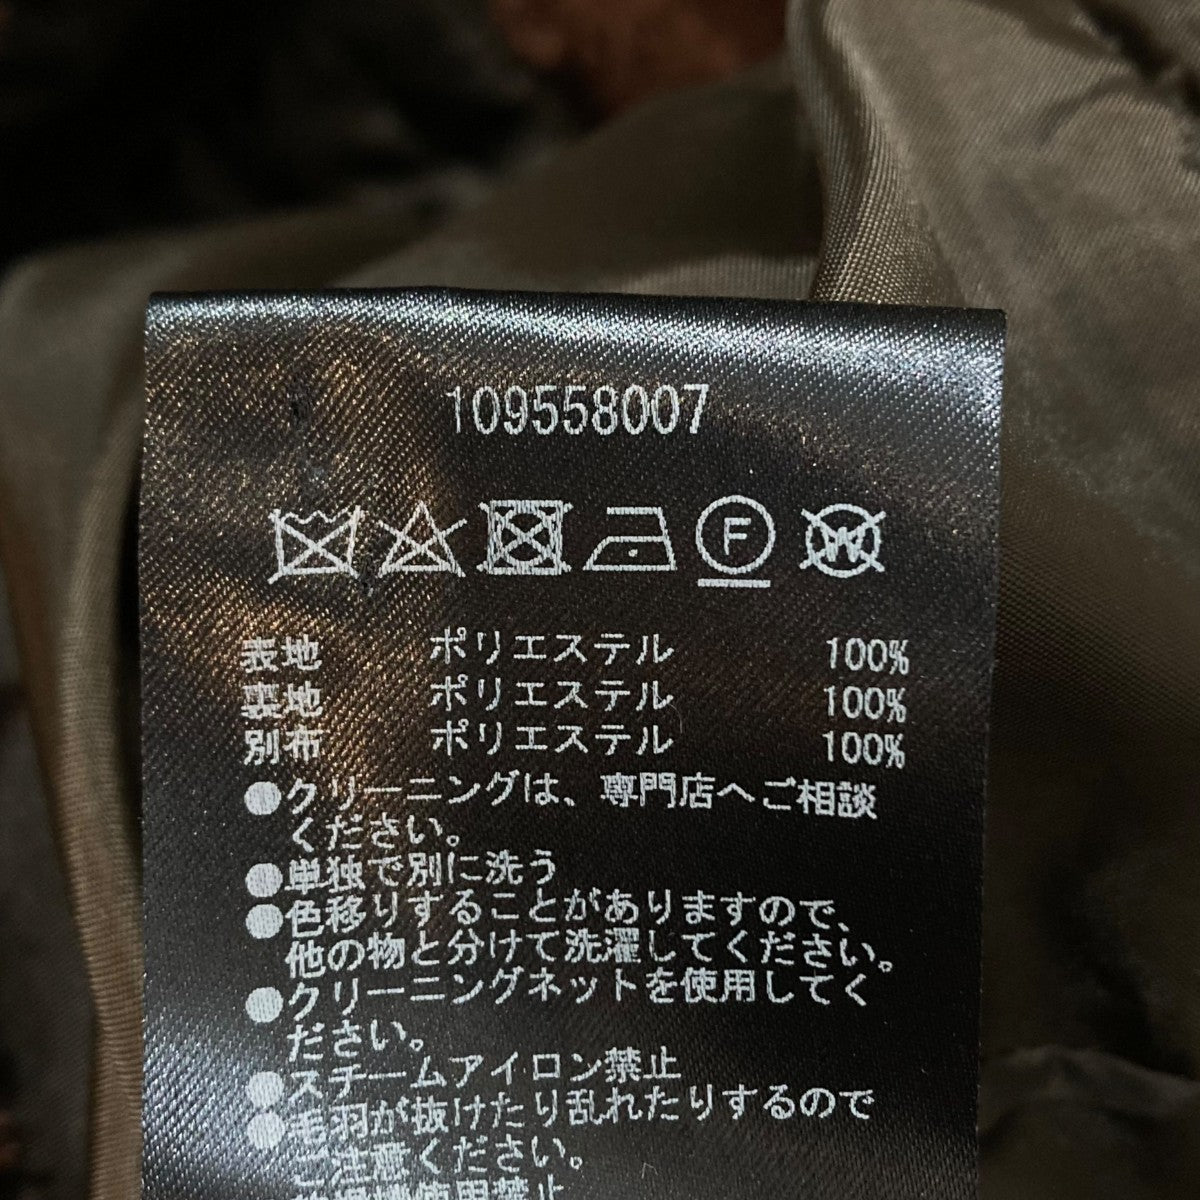 109558007
F W
表地 ポリエステル 100%
裏地 ポリエステル 100%
別布 ポリエステル 100%
●クリーニングは、専門店へご相談
ください。
●単独で別に洗う
●色移りすることがありますので、
他の物と分けて洗濯してください。
●クリーニングネットを使用してく
ださい。
●スチームアイロン禁止
●毛羽が抜けたり乱れたりするので
ご注意ください。
使用禁止